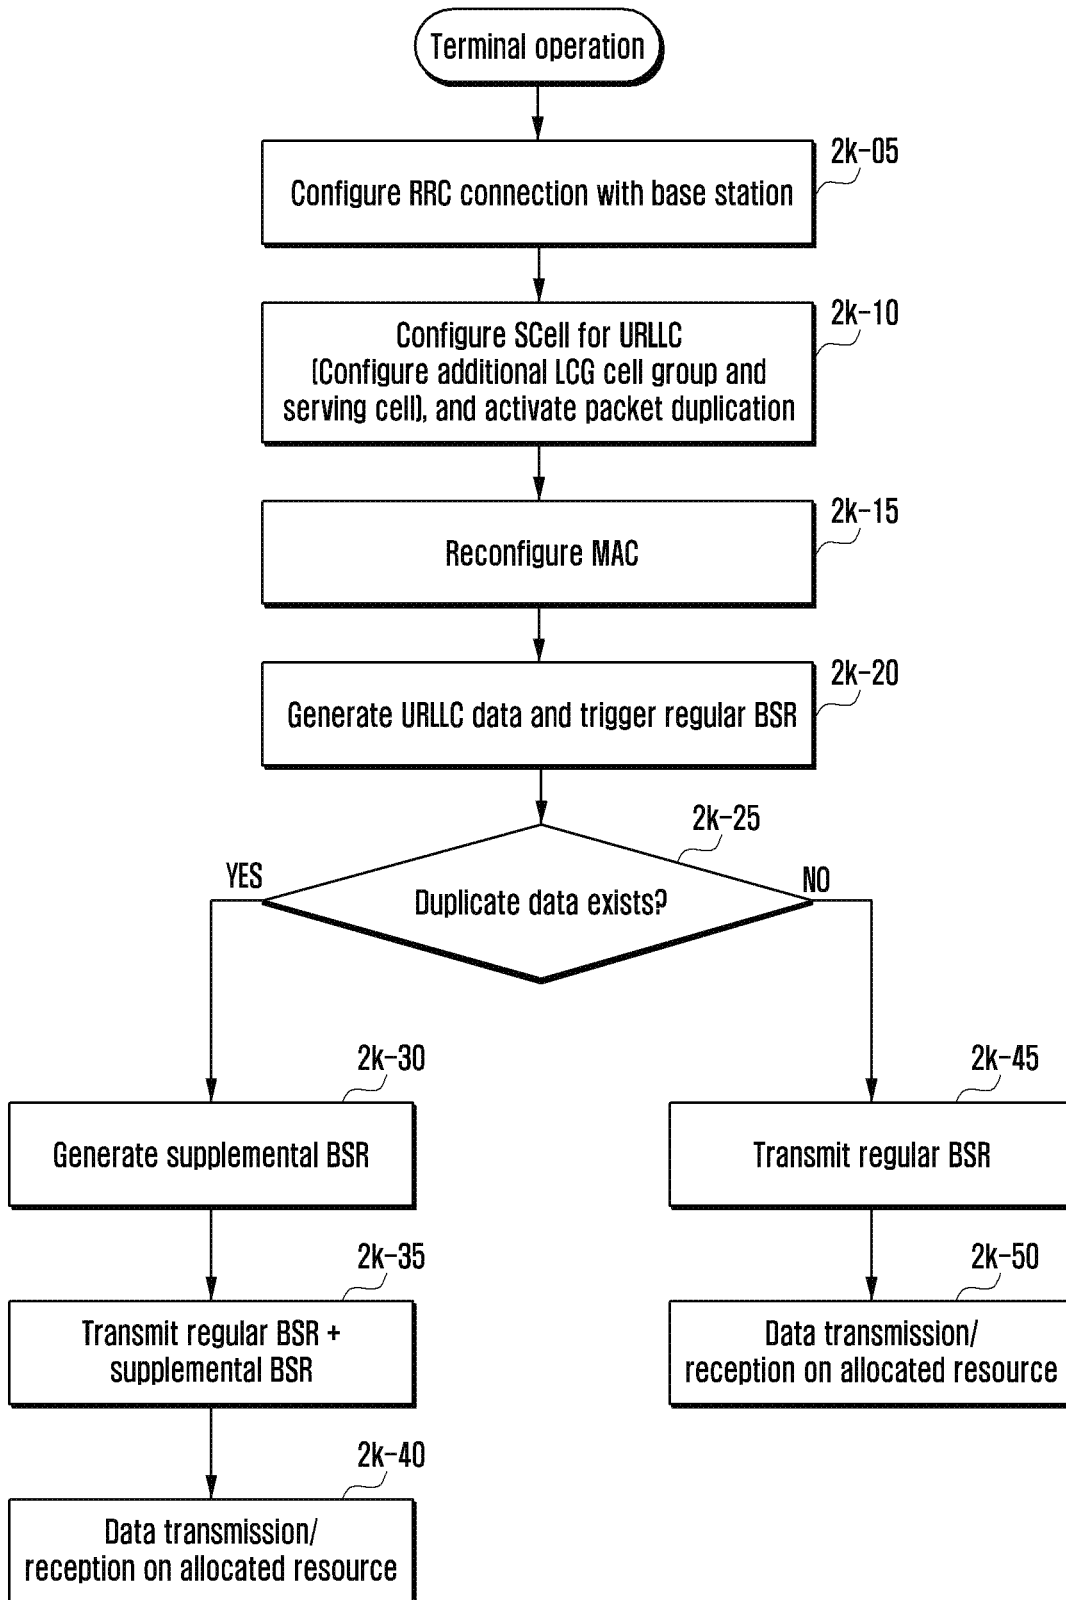 Terminal operation
2k-05
Configure RRC connection with base station
2k-10
Configure SCell for URLLC
(Configure additional LCG cell group and
serving cell), and activate packet duplication
2k-15
Reconfigure MAC
2k-20
Generate URLLC data and trigger regular BSR
2k-25
YES
NO
Duplicate data exists?
2k-30
Generate supplemental BSR
2k-45
Transmit regular BSR
2k-35
Transmit regular BSR +
supplemental BSR
2k-50
Data transmission/
reception on allocated resource
2k-40
Data transmission/
reception on allocated resource